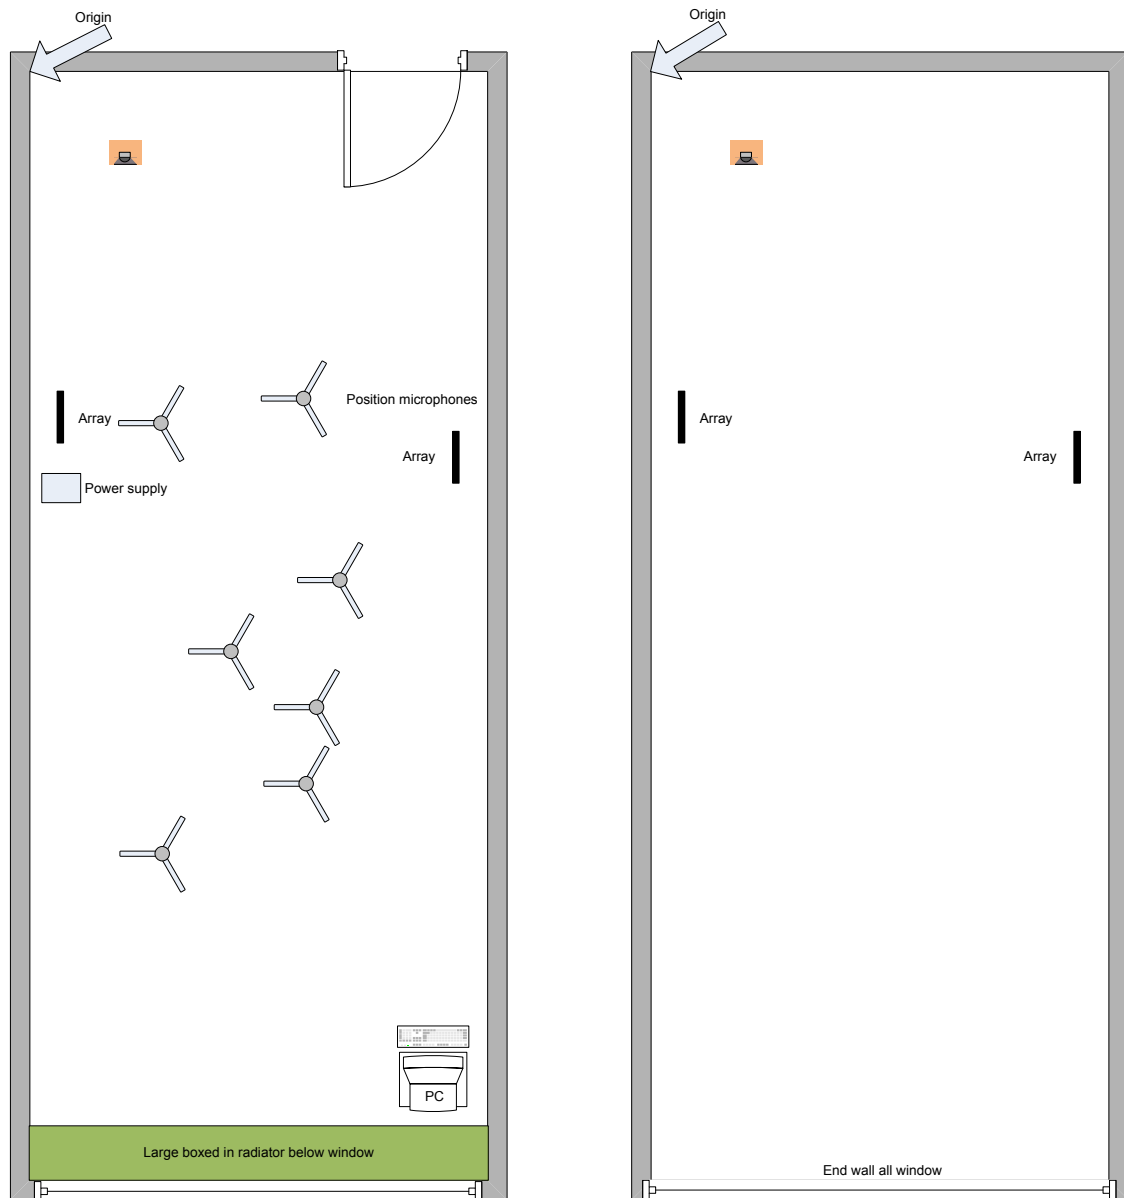 Origin
Origin
Position microphones
Array
Array
Array
Array
Power supply
PC
Large boxed in radiator below window
End wall all window